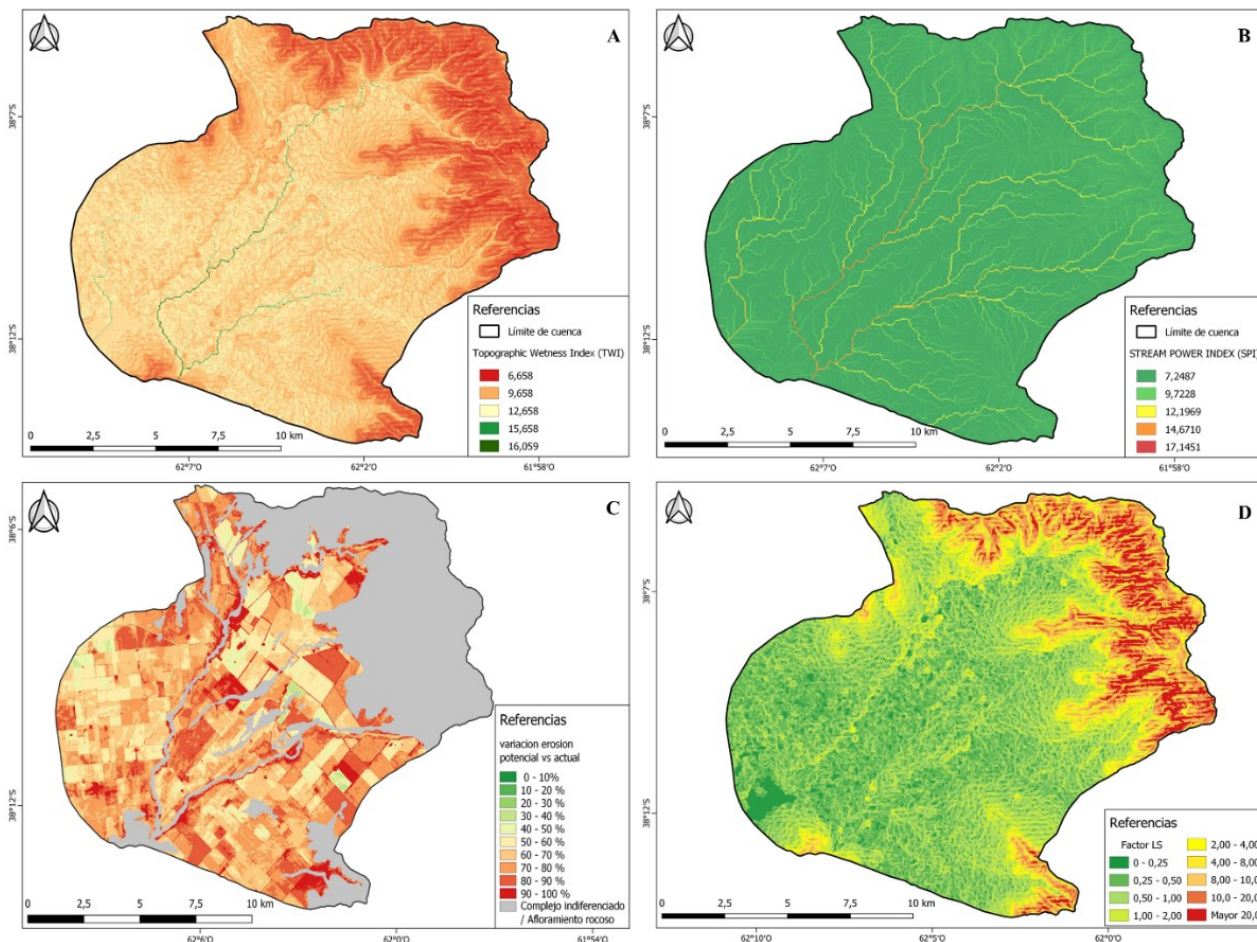 A
38°7'S
38°12'S
Referencias
Límite de cuenca
Topographic Wetness Index (TWI)
6,658
9,658
12,658
15,658
16,059
0 2,5 5 7,5 10 km
62°7'O 62°2'O 61°58'O
B
38°7'S
38°12'S
Referencias
Límite de cuenca
STREAM POWER INDEX (SPI)
7,2487
9,7228
12,1969
14,6710
17,1451
0 2,5 5 7,5 10 km
62°7'O 62°2'O 61°58'O
C
38°6'S
38°12'S
Referencias
variacion erosion
potencial vs actual
0 - 10%
10 - 20 %
20 - 30 %
30 - 40 %
40 - 50 %
50 - 60 %
60 - 70 %
70 - 80 %
80 - 90 %
90 - 100 %
Complejo indiferenciado
/ Afloramiento rocoso
0 2,5 5 7,5 10 km
62°6'O 62°0'O 61°54'O
D
38°7'S
38°12'S
Referencias
Factor LS
0 - 0,25
0,25 - 0,50
0,50 - 1,00
1,00 - 2,00
2,00 - 4,00
4,00 - 8,00
8,00 - 10,0
10,0 - 20,0
Mayor 20,0
0 2,5 5 7,5 10 km
62°10'O 62°5'O 62°0'O